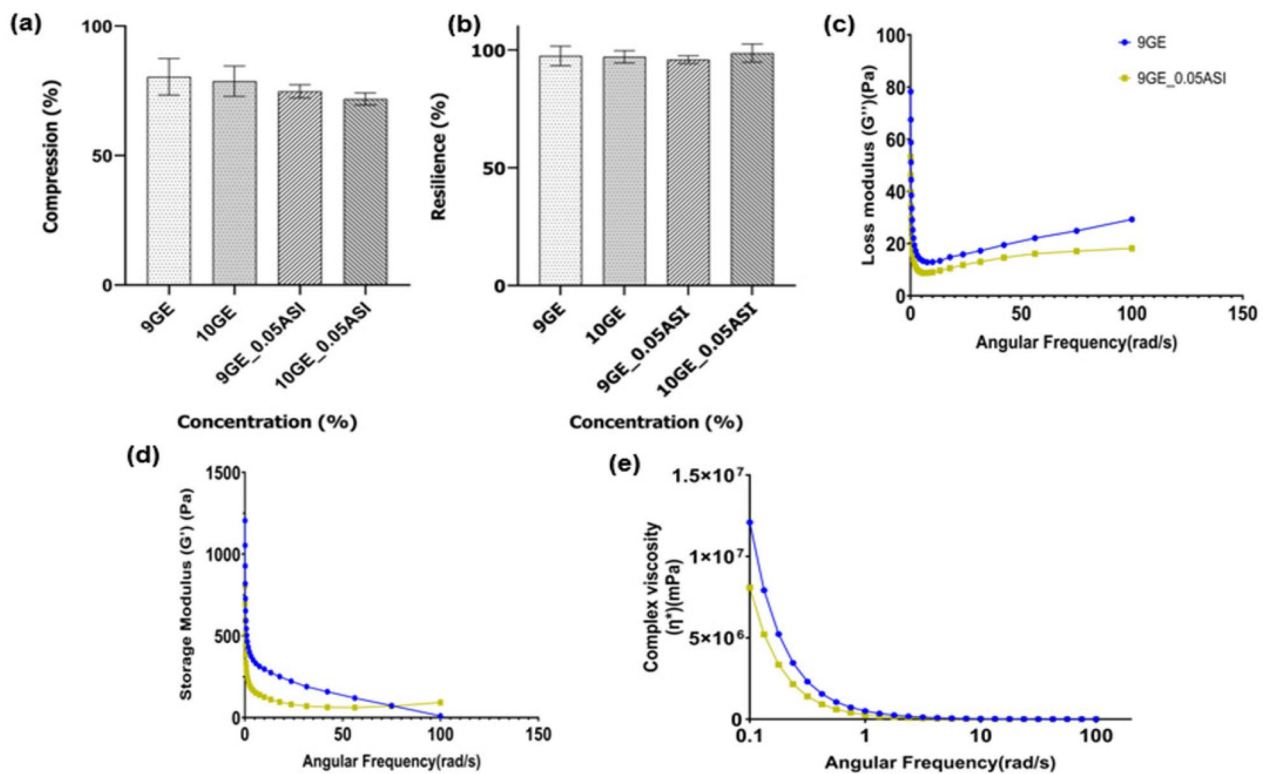 (a)
100
50
0
Compression (%)
9GE
10GE
9GE_0.05ASI
10GE_0.05ASI
Concentration (%)
(b)
100
50
0
Resilience (%)
9GE
10GE
9GE_0.05ASI
10GE_0.05ASI
Concentration (%)
(c)
100
80
60
40
20
0
Loss modulus (G'')(Pa)
9GE
9GE_0.05ASI
0
50
100
150
Angular Frequency(rad/s)
(d)
1500
1000
500
0
Storage Modulus (G') (Pa)
0
50
100
150
Angular Frequency(rad/s)
(e)
1.5×10⁷
1×10⁷
5×10⁶
0
Complex viscosity
(η*)(mPa)
0.1
1
10
100
Angular Frequency(rad/s)